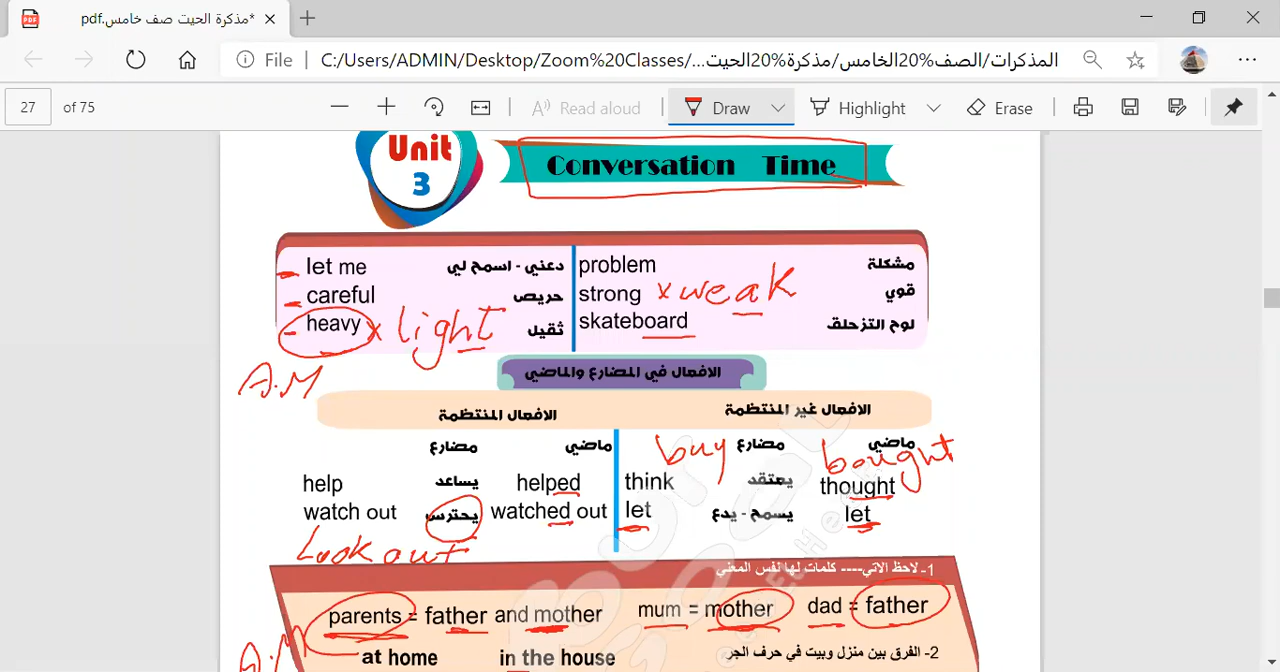 *مذكرة الحيت صف خامس.pdf
File C:/Users/ADMIN/Desktop/Zoom%20Classes/المذكرات/الصف%20الخامس/مذكرة%20الحيت...
27 of 75 Read aloud Draw Highlight Erase
Unit 3
Conversation Time
let me دعني - اسمح لي problem مشكلة
careful حريص strong × weak قوي
heavy × light ثقيل skateboard لوح التزحلق
A.M
الافعال في المضارع والماضي
الافعال المنتظمة الافعال غير المنتظمة
مضارع ماضي buy مضارع ماضي bought
help يساعد helped think يعتقد thought
watch out يحترس watched out let يسمح - يدع let
Look out
1- لاحظ الاتي---- كلمات لها نفس المعني
parents = father and mother mum = mother dad = father
A.M
at home in the house 2- الفرق بين منزل وبيت في حرف الجر